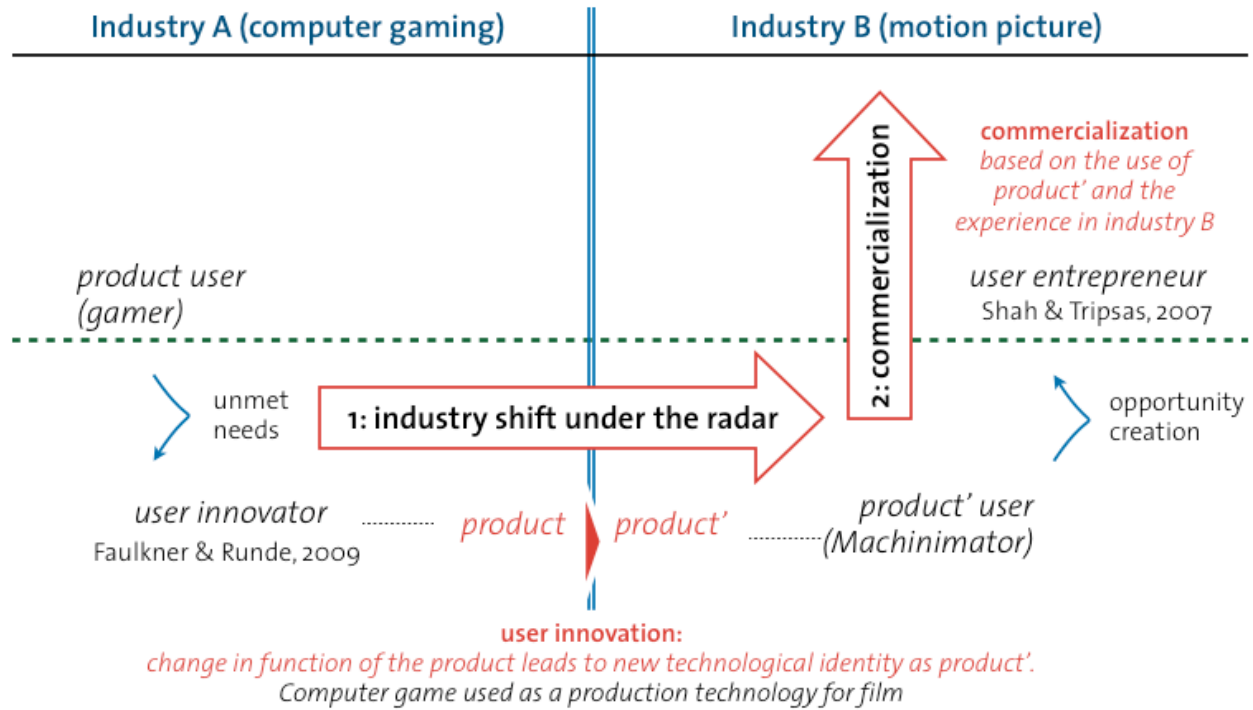 Industry A (computer gaming)
Industry B (motion picture)
commercialization
based on the use of
product’ and the
experience in industry B
2: commercialization
product user
(gamer)
user entrepreneur
Shah & Tripsas, 2007
unmet
needs
1: industry shift under the radar
opportunity
creation
user innovator
Faulkner & Runde, 2009
product
product’
product’ user
(Machinimator)
user innovation:
change in function of the product leads to new technological identity as product’.
Computer game used as a production technology for film